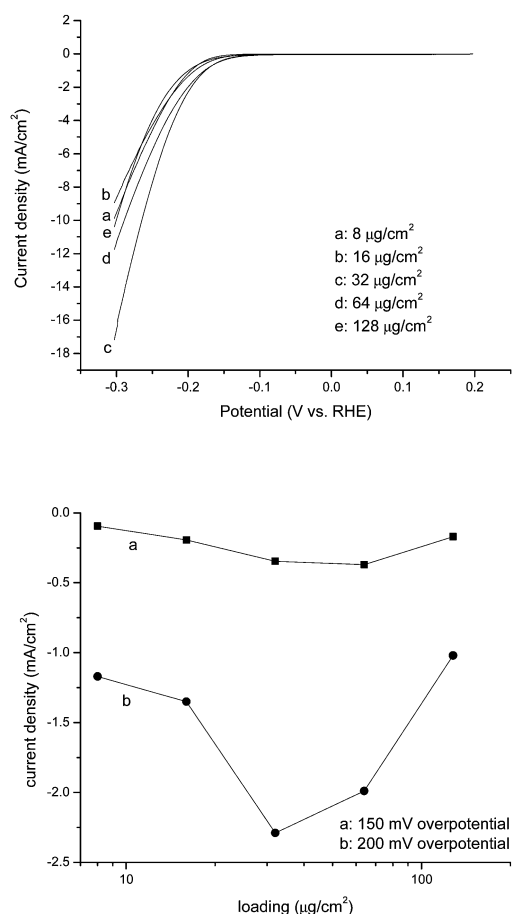 2
0
-2
-4
-6
-8
-10
-12
-14
-16
-18
Current density (mA/cm²)
b
a
e
d
c
a: 8 μg/cm²
b: 16 μg/cm²
c: 32 μg/cm²
d: 64 μg/cm²
e: 128 μg/cm²
-0.3 -0.2 -0.1 0.0 0.1 0.2
Potential (V vs. RHE)
0.0
-0.5
-1.0
-1.5
-2.0
-2.5
current density (mA/cm²)
a
b
a: 150 mV overpotential
b: 200 mV overpotential
10 100
loading (μg/cm²)